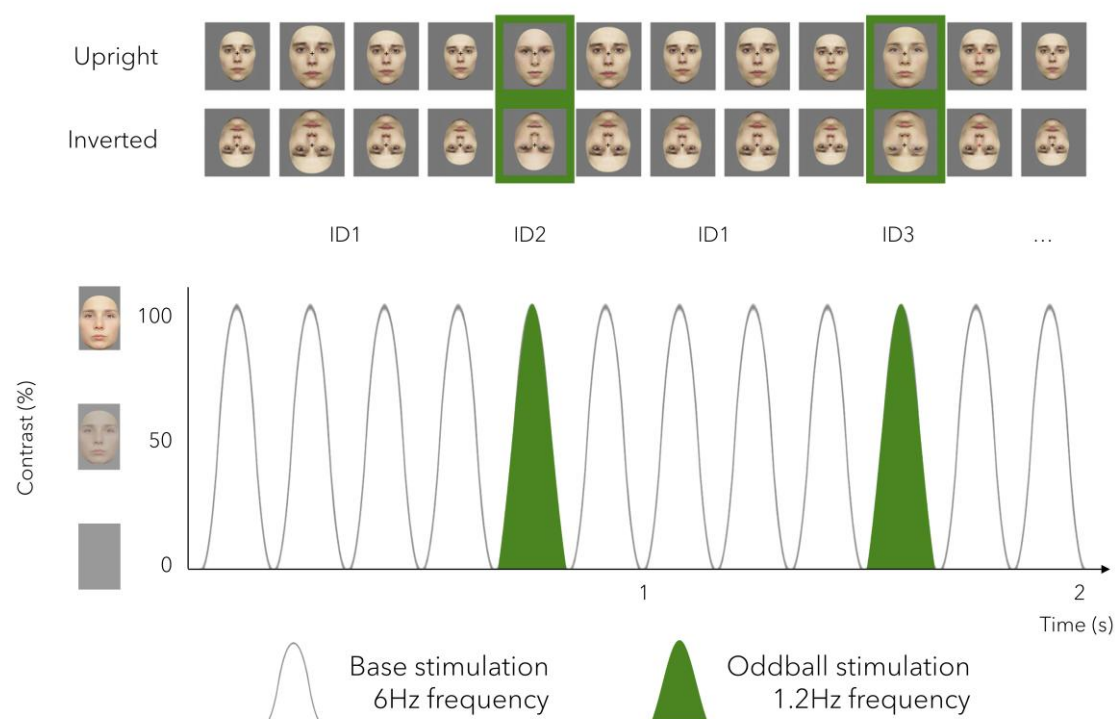 Upright
Inverted
ID1 ID2 ID1 ID3 ...
Contrast (%)
100
50
0
1 2
Time (s)
Base stimulation
6Hz frequency
Oddball stimulation
1.2Hz frequency